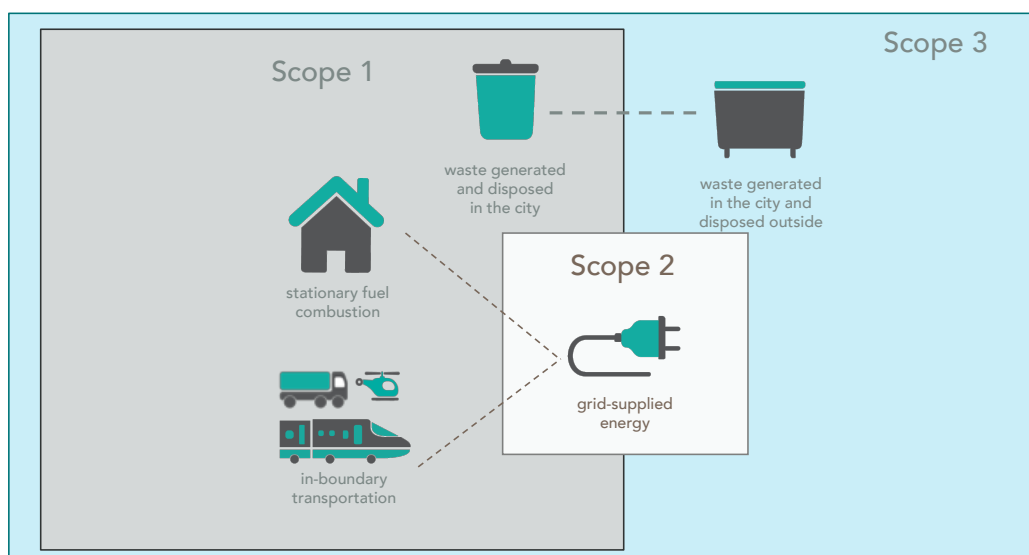 Scope 3
Scope 1
waste generated
and disposed
in the city
waste generated
in the city and
disposed outside
Scope 2
stationary fuel
combustion
grid-supplied
energy
in-boundary
transportation